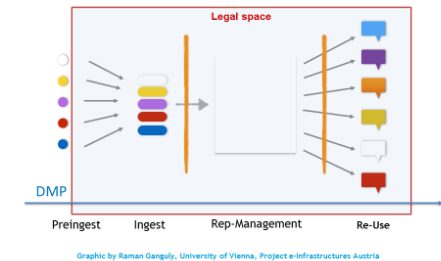 Legal space
DMP
Preingest Ingest Rep-Management Re-Use
Graphic by Raman Ganguly, University of Vienna, Project e-Infrastructures Austria